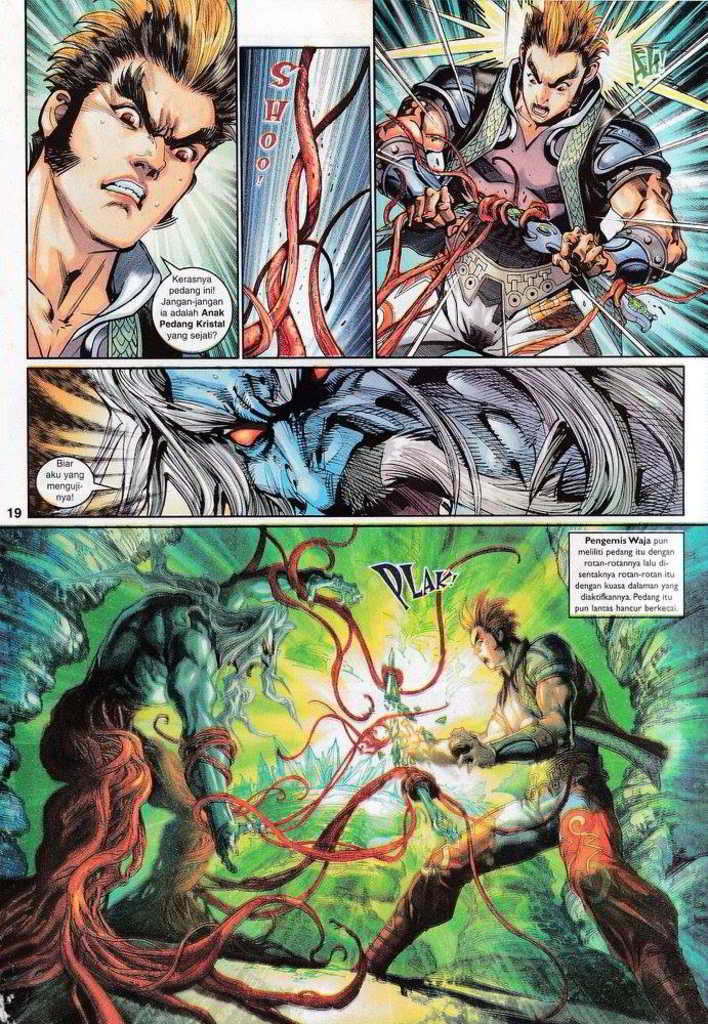 SHOO!
Kerasnya
pedang ini!
Jangan-jangan
ia adalah Anak
Pedang Kristal
yang sejati?
Biar
aku yang
menguji-
nya!
19
Pengemis Waja pun
meliliti pedang itu dengan
rotan-rotannya lalu di-
sentaknya rotan-rotan itu
dengan kuasa dalaman yang
diaktifkannya. Pedang itu
pun lantas hancur berkecai.
PLAK!